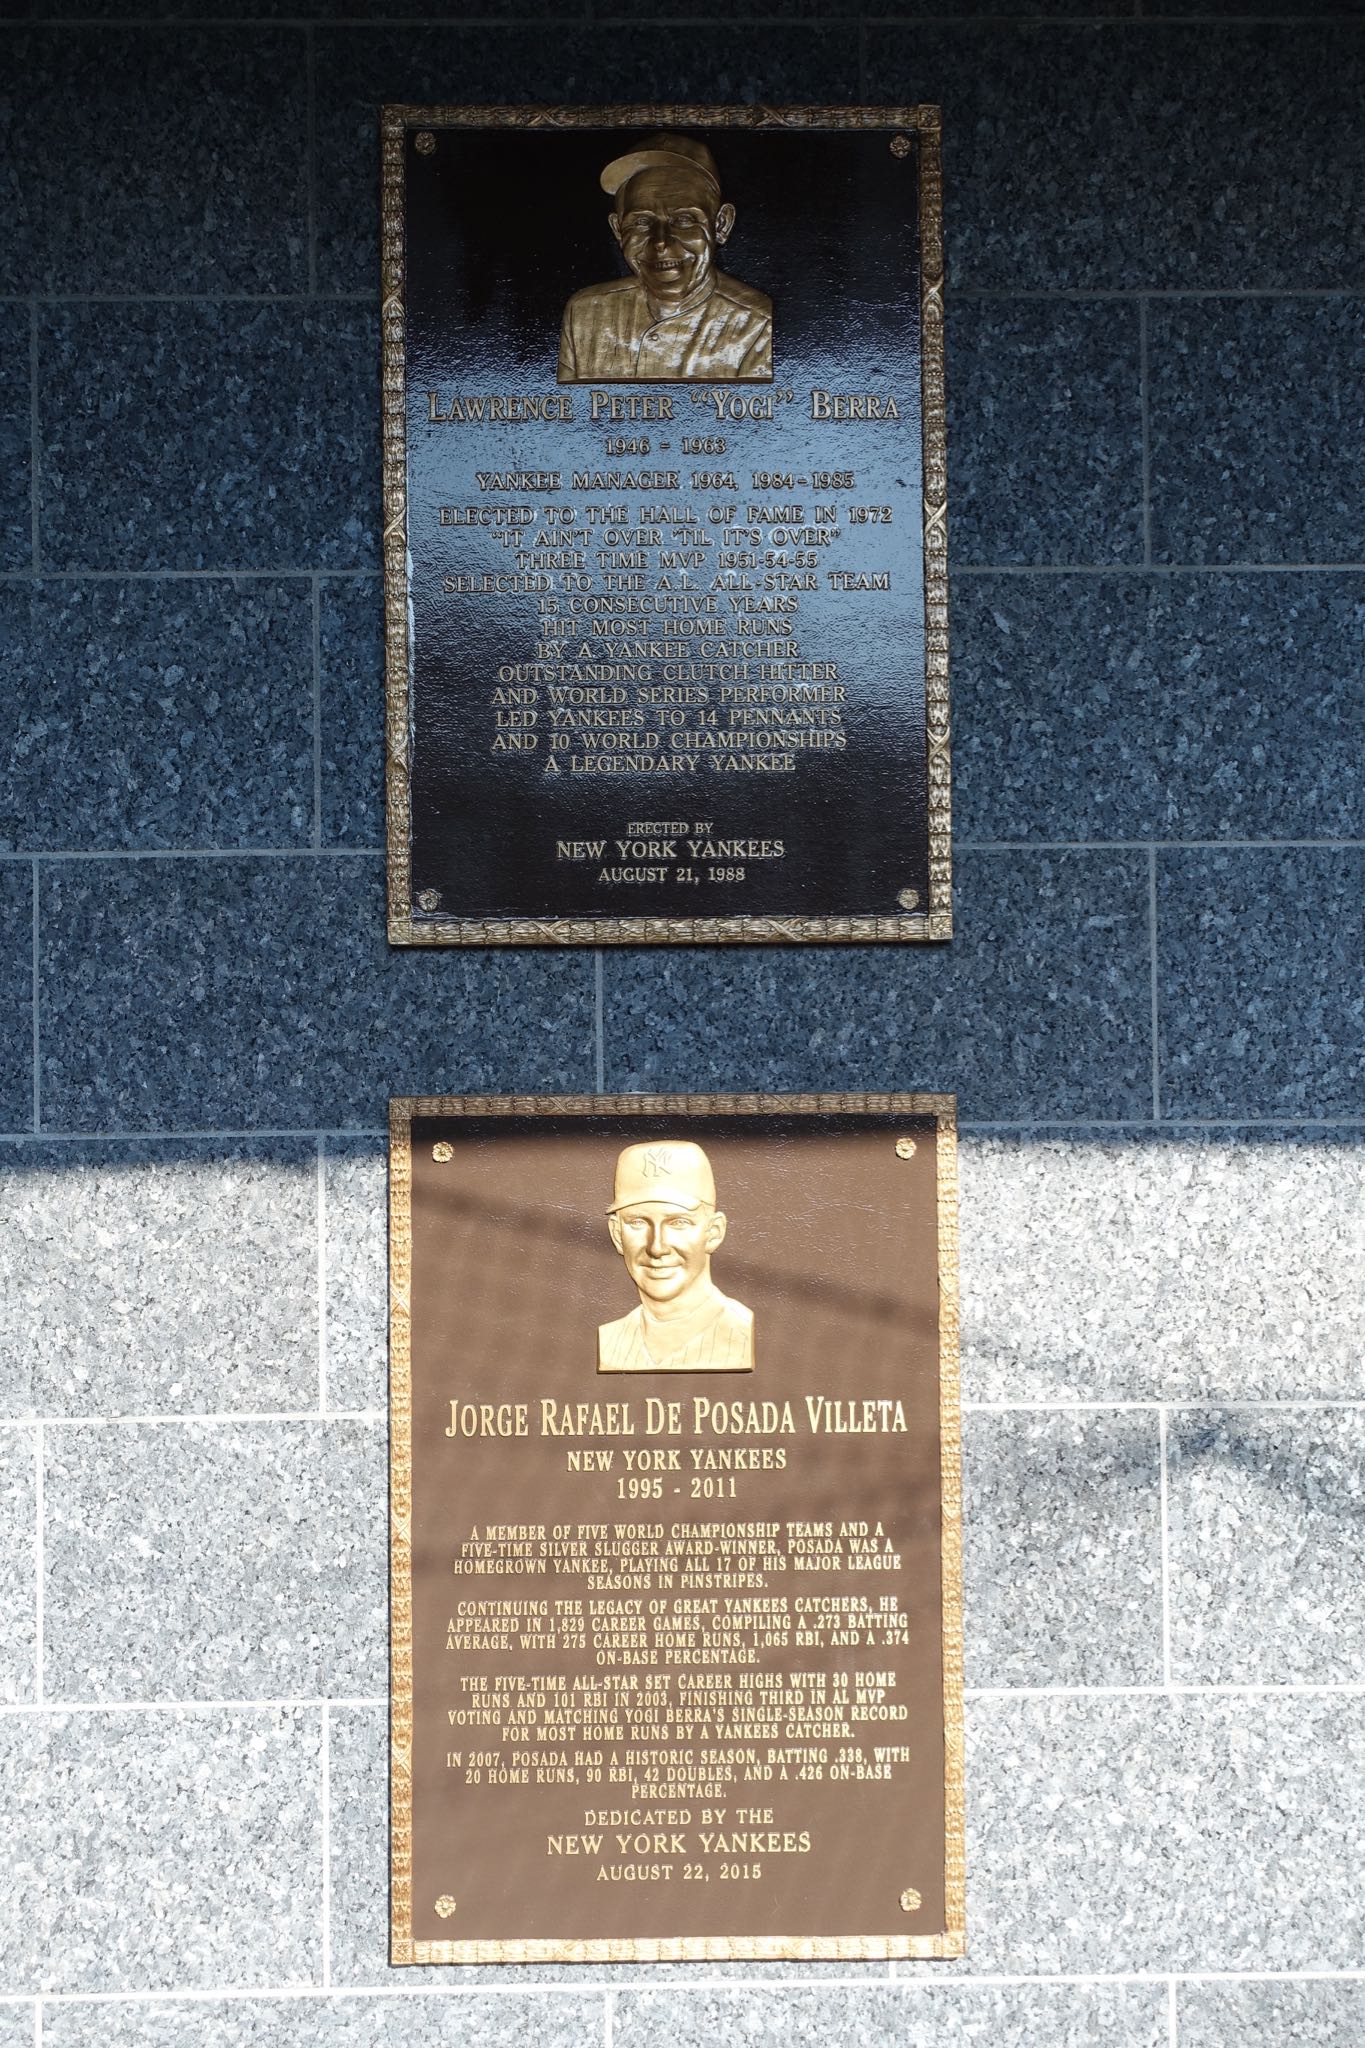 LAWRENCE PETER "YOGI" BERRA
1946 - 1963
YANKEE MANAGER 1964, 1984-1985
ELECTED TO THE HALL OF FAME IN 1972
"IT AIN'T OVER 'TIL IT'S OVER"
THREE TIME MVP 1951-54-55
SELECTED TO THE A.L. ALL-STAR TEAM
15 CONSECUTIVE YEARS
HIT MOST HOME RUNS
BY A YANKEE CATCHER
OUTSTANDING CLUTCH HITTER
AND WORLD SERIES PERFORMER
LED YANKEES TO 14 PENNANTS
AND 10 WORLD CHAMPIONSHIPS
A LEGENDARY YANKEE
ERECTED BY
NEW YORK YANKEES
AUGUST 21, 1988
NY
JORGE RAFAEL DE POSADA VILLETA
NEW YORK YANKEES
1995 - 2011
A MEMBER OF FIVE WORLD CHAMPIONSHIP TEAMS AND A
FIVE-TIME SILVER SLUGGER AWARD-WINNER, POSADA WAS A
HOMEGROWN YANKEE, PLAYING ALL 17 OF HIS MAJOR LEAGUE
SEASONS IN PINSTRIPES.
CONTINUING THE LEGACY OF GREAT YANKEES CATCHERS, HE
APPEARED IN 1,829 CAREER GAMES, COMPILING A .273 BATTING
AVERAGE, WITH 275 CAREER HOME RUNS, 1,065 RBI, AND A .374
ON-BASE PERCENTAGE.
THE FIVE-TIME ALL-STAR SET CAREER HIGHS WITH 30 HOME
RUNS AND 101 RBI IN 2003, FINISHING THIRD IN AL MVP
VOTING AND MATCHING YOGI BERRA'S SINGLE-SEASON RECORD
FOR MOST HOME RUNS BY A YANKEES CATCHER.
IN 2007, POSADA HAD A HISTORIC SEASON, BATTING .338, WITH
20 HOME RUNS, 90 RBI, 42 DOUBLES, AND A .426 ON-BASE
PERCENTAGE.
DEDICATED BY THE
NEW YORK YANKEES
AUGUST 22, 2015